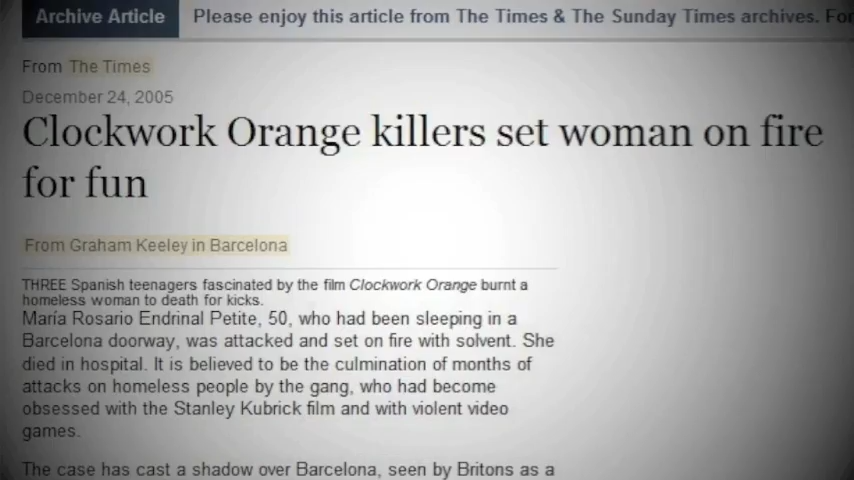 Archive Article Please enjoy this article from The Times & The Sunday Times archives. For
From The Times
December 24, 2005
Clockwork Orange killers set woman on fire
for fun
From Graham Keeley in Barcelona
THREE Spanish teenagers fascinated by the film Clockwork Orange burnt a
homeless woman to death for kicks.
María Rosario Endrinal Petite, 50, who had been sleeping in a
Barcelona doorway, was attacked and set on fire with solvent. She
died in hospital. It is believed to be the culmination of months of
attacks on homeless people by the gang, who had become
obsessed with the Stanley Kubrick film and with violent video
games.
The case has cast a shadow over Barcelona, seen by Britons as a